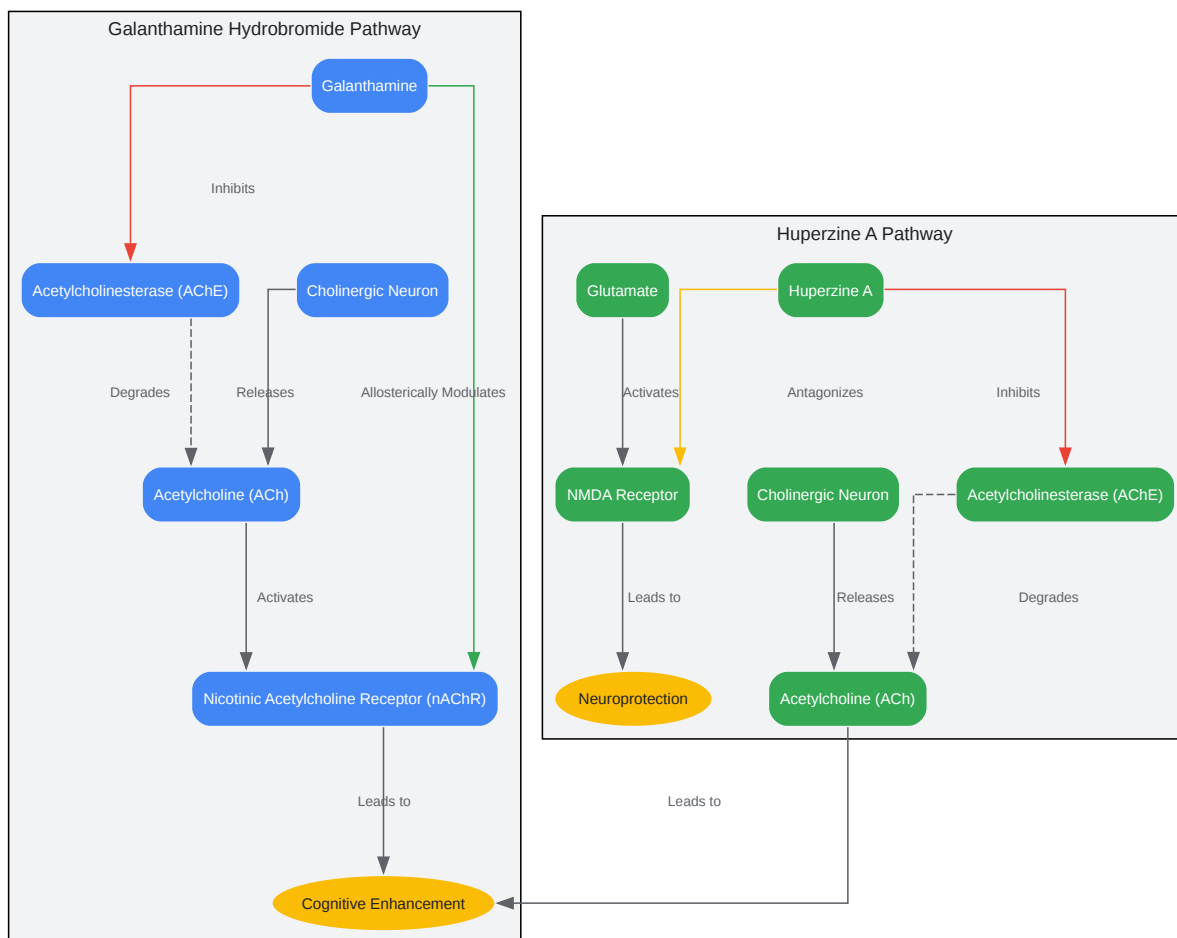 Galanthamine Hydrobromide Pathway
Galanthamine
Inhibits
Acetylcholinesterase (AChE)
Cholinergic Neuron
Degrades
Releases
Allosterically Modulates
Acetylcholine (ACh)
Activates
Nicotinic Acetylcholine Receptor (nAChR)
Leads to
Cognitive Enhancement
Huperzine A Pathway
Glutamate
Huperzine A
Activates
Antagonizes
Inhibits
NMDA Receptor
Cholinergic Neuron
Acetylcholinesterase (AChE)
Leads to
Releases
Degrades
Neuroprotection
Acetylcholine (ACh)
Leads to